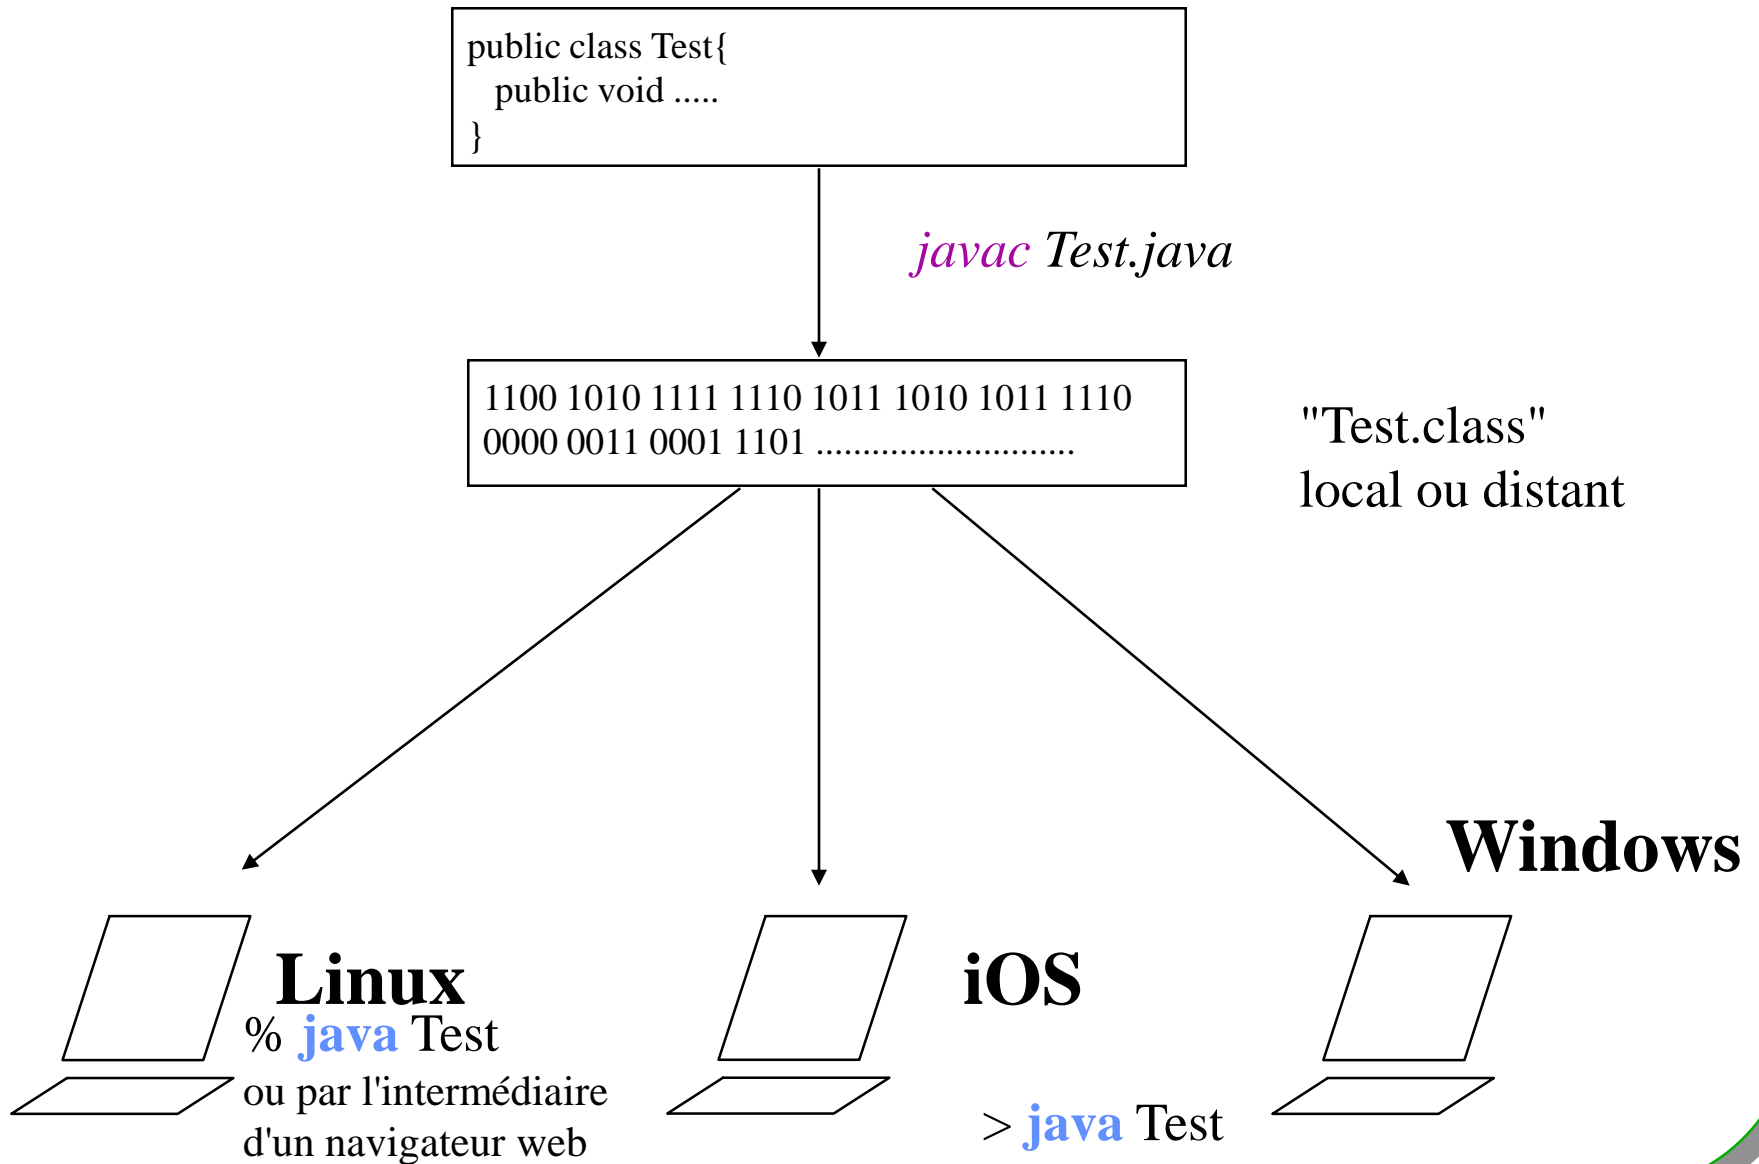 public class Test{
public void .....
}
javac Test.java
1100 1010 1111 1110 1011 1010 1011 1110
0000 0011 0001 1101 ............................
"Test.class"
local ou distant
Windows
Linux
iOS
% java Test
ou par l'intermédiaire
d'un navigateur web
> java Test